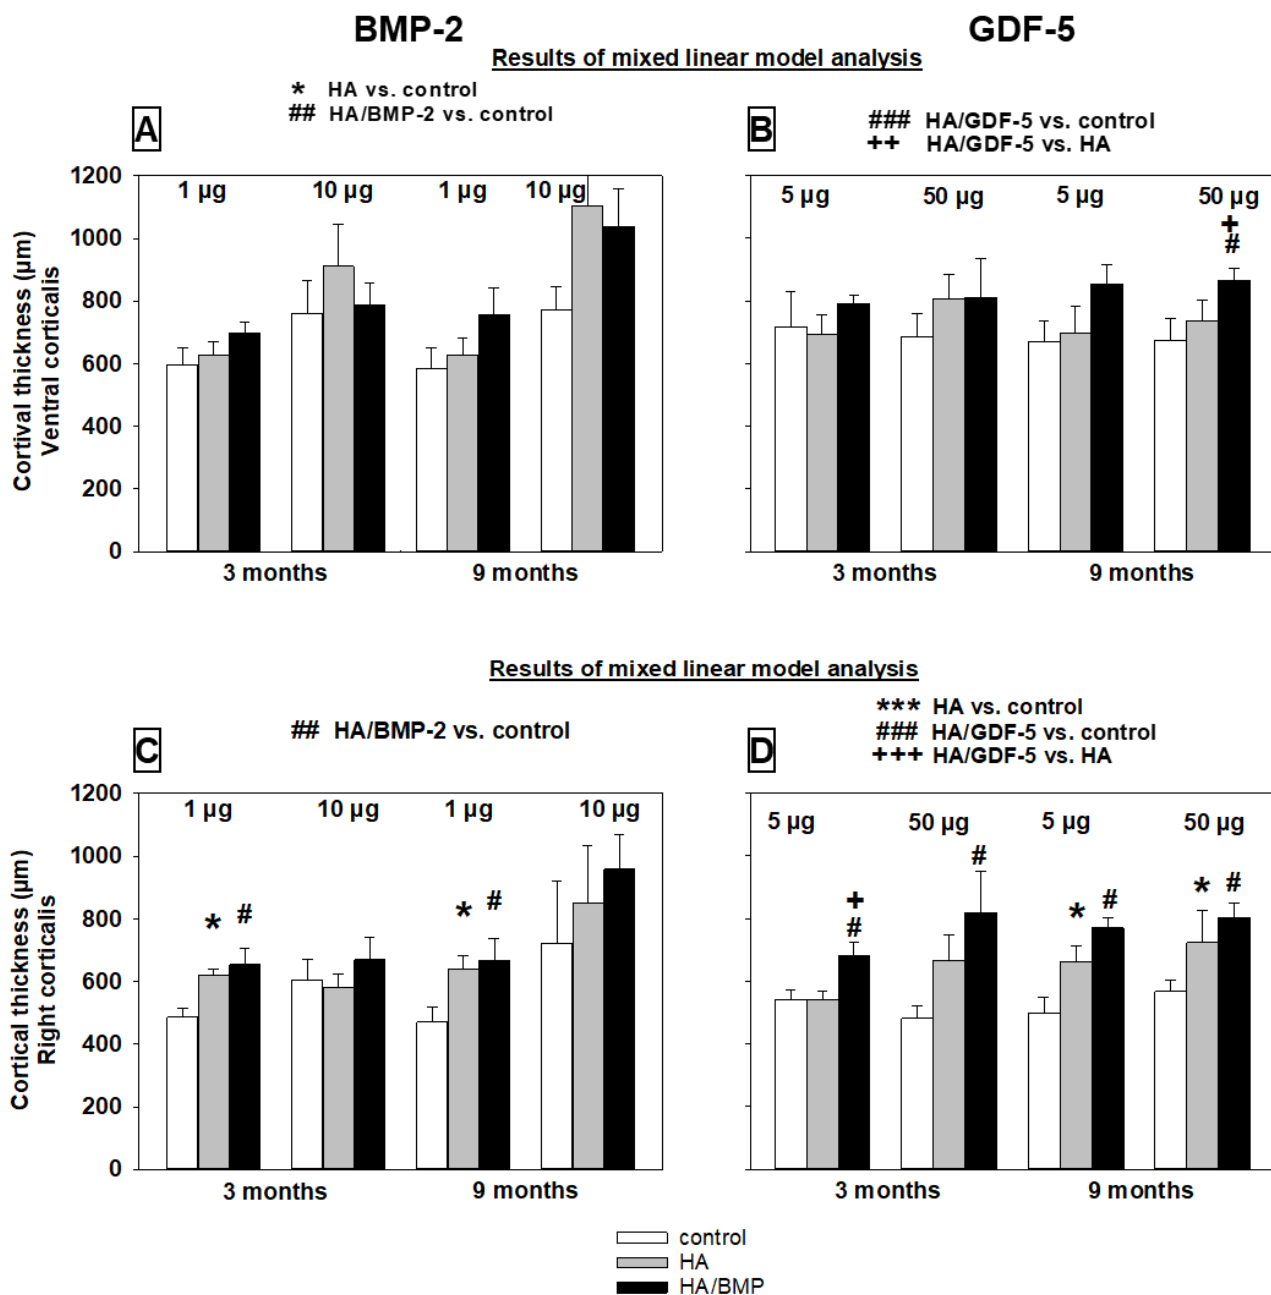 BMP-2 GDF-5
Results of mixed linear model analysis
* HA vs. control
## HA/BMP-2 vs. control
A
B
### HA/GDF-5 vs. control
++ HA/GDF-5 vs. HA
Cortival thickness (µm)
Ventral corticalis
1200
1000
800
600
400
200
0
1 µg 10 µg 1 µg 10 µg
3 months 9 months
5 µg 50 µg 5 µg 50 µg
+
#
3 months 9 months
Results of mixed linear model analysis
## HA/BMP-2 vs. control
C
D
*** HA vs. control
### HA/GDF-5 vs. control
+++ HA/GDF-5 vs. HA
Cortical thickness (µm)
Right corticalis
1200
1000
800
600
400
200
0
1 µg 10 µg 1 µg 10 µg
* # * #
3 months 9 months
5 µg 50 µg 5 µg 50 µg
+
# # * # * #
3 months 9 months
control
HA
HA/BMP